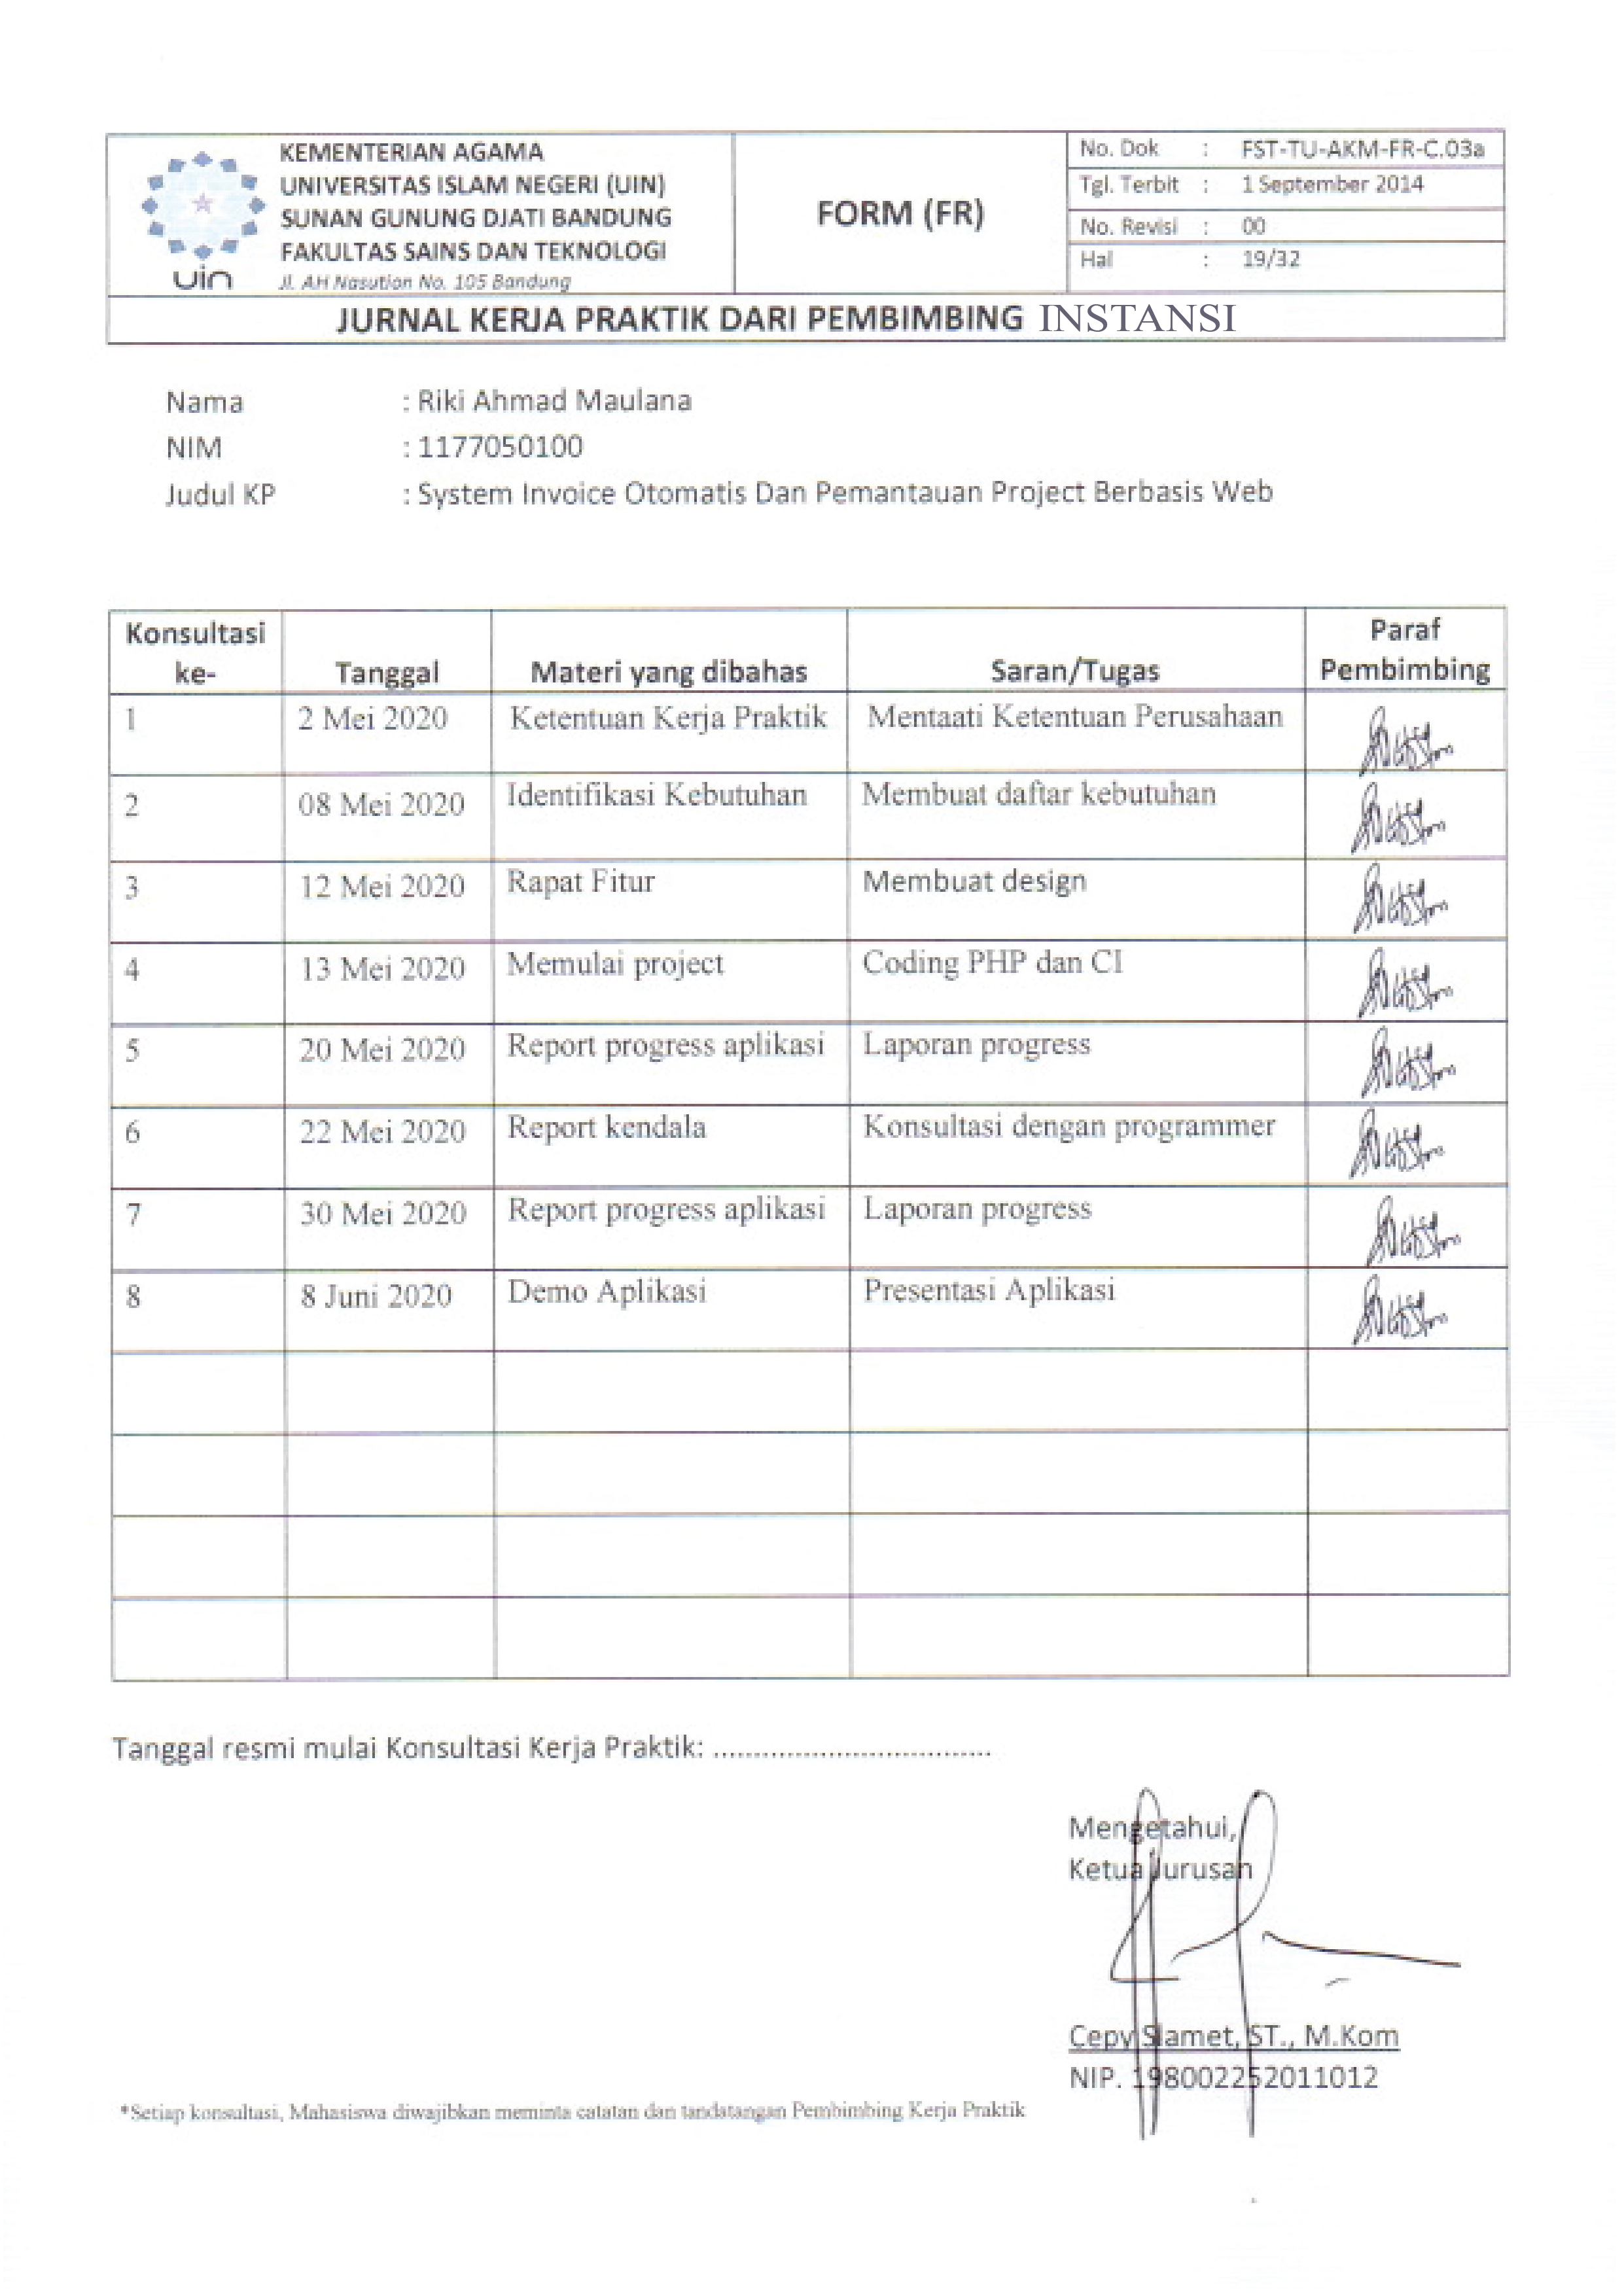 KEMENTERIAN AGAMA
UNIVERSITAS ISLAM NEGERI (UIN)
SUNAN GUNUNG DJATI BANDUNG
FAKULTAS SAINS DAN TEKNOLOGI
Jl. AH Nasution No. 105 Bandung
uin
FORM (FR)
No. Dok : FST-TU-AKM-FR-C.03a
Tgl. Terbit : 1 September 2014
No. Revisi : 00
Hal : 19/32
JURNAL KERJA PRAKTIK DARI PEMBIMBING INSTANSI
Nama : Riki Ahmad Maulana
NIM : 1177050100
Judul KP : System Invoice Otomatis Dan Pemantauan Project Berbasis Web
Konsultasi ke- Tanggal Materi yang dibahas Saran/Tugas Paraf Pembimbing
1 2 Mei 2020 Ketentuan Kerja Praktik Mentaati Ketentuan Perusahaan
2 08 Mei 2020 Identifikasi Kebutuhan Membuat daftar kebutuhan
3 12 Mei 2020 Rapat Fitur Membuat design
4 13 Mei 2020 Memulai project Coding PHP dan CI
5 20 Mei 2020 Report progress aplikasi Laporan progress
6 22 Mei 2020 Report kendala Konsultasi dengan programmer
7 30 Mei 2020 Report progress aplikasi Laporan progress
8 8 Juni 2020 Demo Aplikasi Presentasi Aplikasi
Tanggal resmi mulai Konsultasi Kerja Praktik: ...................................
Mengetahui,
Ketua Jurusan
Cepy Slamet, ST., M.Kom
NIP. 198002252011012
*Setiap konsultasi, Mahasiswa diwajibkan meminta catatan dan tandatangan Pembimbing Kerja Praktik